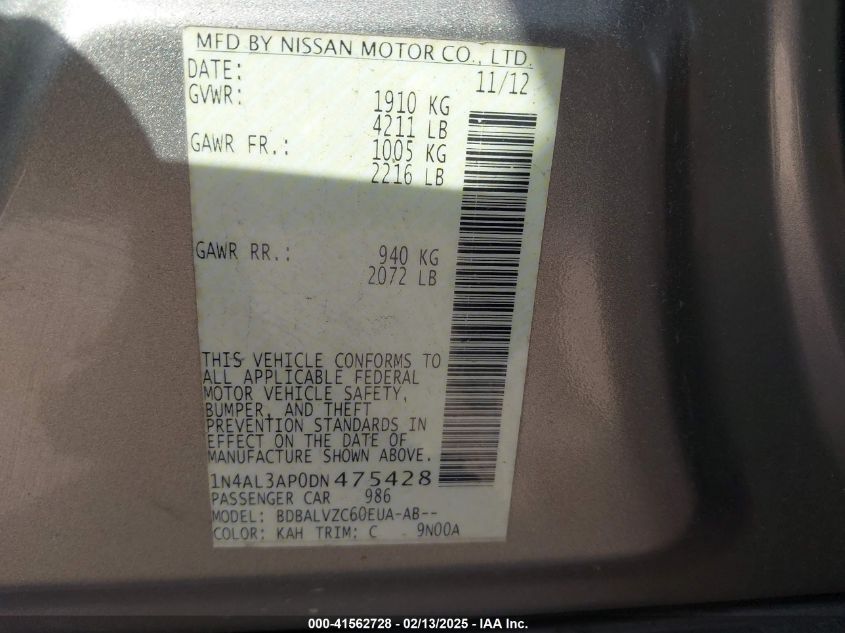 MFD BY NISSAN MOTOR CO., LTD.
DATE: 11/12
GVWR: 1910 KG
4211 LB
GAWR FR.: 1005 KG
2216 LB
GAWR RR.: 940 KG
2072 LB
THIS VEHICLE CONFORMS TO
ALL APPLICABLE FEDERAL
MOTOR VEHICLE SAFETY,
BUMPER, AND THEFT
PREVENTION STANDARDS IN
EFFECT ON THE DATE OF
MANUFACTURE SHOWN ABOVE.
1N4AL3AP0DN475428
PASSENGER CAR 986
MODEL: BDBALVZC60EUA-AB--
COLOR: KAH TRIM: C 9N00A
000-41562728 - 02/13/2025 - IAA Inc.